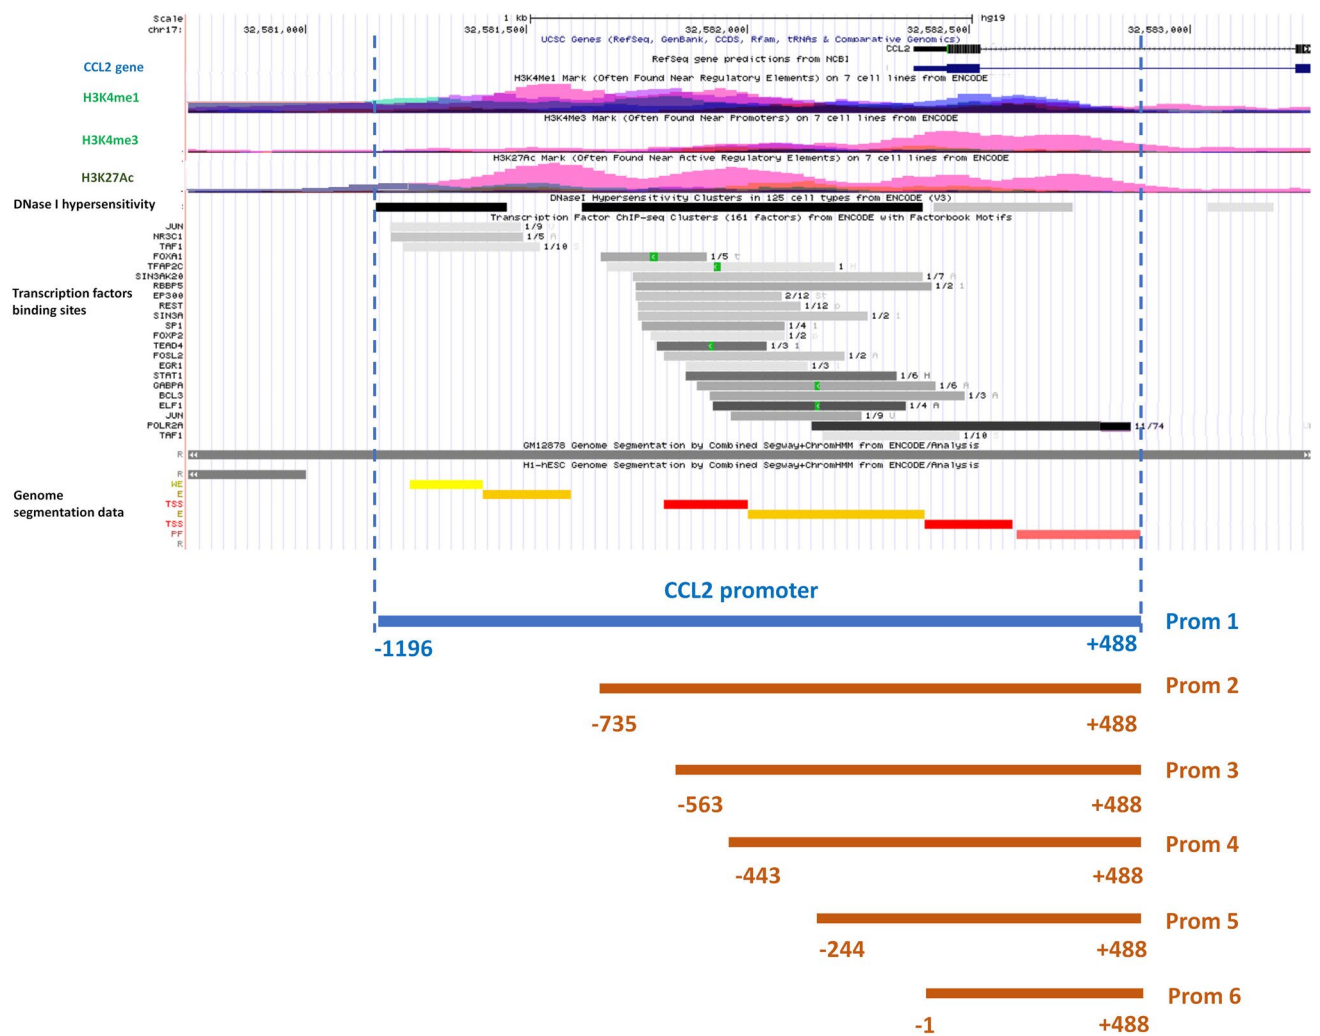 Scale 1 kb hg19
chr17: 32,581,000 32,581,500 32,582,000 32,582,500 32,583,000
UCSC Genes (RefSeq, GenBank, CCDS, Rfam, tRNAs & Comparative Genomics)
CCL2
RefSeq gene predictions from NCBI
CCL2 gene
H3K4Me1 Mark (Often Found Near Regulatory Elements) on 7 cell lines from ENCODE
H3K4me1
H3K4Me3 Mark (Often Found Near Promoters) on 7 cell lines from ENCODE
H3K4me3
H3K27Ac Mark (Often Found Near Active Regulatory Elements) on 7 cell lines from ENCODE
H3K27Ac
DNaseI Hypersensitivity Clusters in 125 cell types from ENCODE (V3)
DNase I hypersensitivity
Transcription Factor ChIP-seq Clusters (161 factors) from ENCODE with Factorbook Motifs
JUN 1/9 U
NR3C1 1/5 A
TAF1 1/10 S
FOXA1 1/5 t
TFAP2C 1 H
SIN3AK20 1/7 A
RBBP5 1/2 1
EP300 2/12 St
REST 1/12 p
SIN3A 1/2 1
Transcription factors
binding sites
SP1 1/4 1
FOXP2 1/2
TEAD4 1/3 1
FOSL2 1/2 A
EGR1 1/3
STAT1 1/6 H
GABPA 1/6 A
BCL3 1/3 A
ELF1 1/4 A
JUN 1/9 U
POLR2A 11/74
TAF1 1/10 S
GM12878 Genome Segmentation by Combined Segway+ChromHMM from ENCODE/Analysis
R
H1-hESC Genome Segmentation by Combined Segway+ChromHMM from ENCODE/Analysis
R
WE
E
TSS
E
TSS
PF
R
Genome
segmentation data
CCL2 promoter
Prom 1
-1196 +488
Prom 2
-735 +488
Prom 3
-563 +488
Prom 4
-443 +488
Prom 5
-244 +488
Prom 6
-1 +488